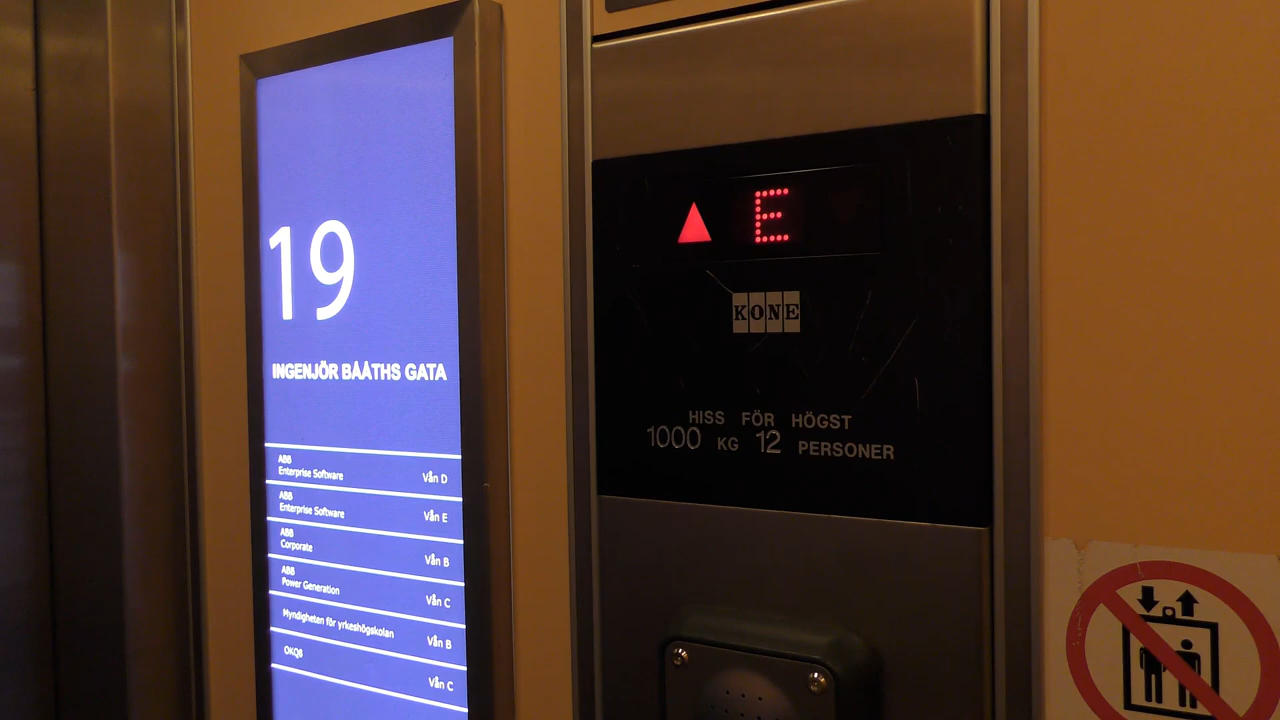 19
INGENJÖR BÅÅTHS GATA
ABB
Enterprise Software Vån D
ABB
Enterprise Software Vån E
ABB
Corporate Vån B
ABB
Power Generation Vån C
Myndigheten för yrkeshögskolan Vån B
OKQ8 Vån C
E
KONE
HISS FÖR HÖGST
1000 KG 12 PERSONER